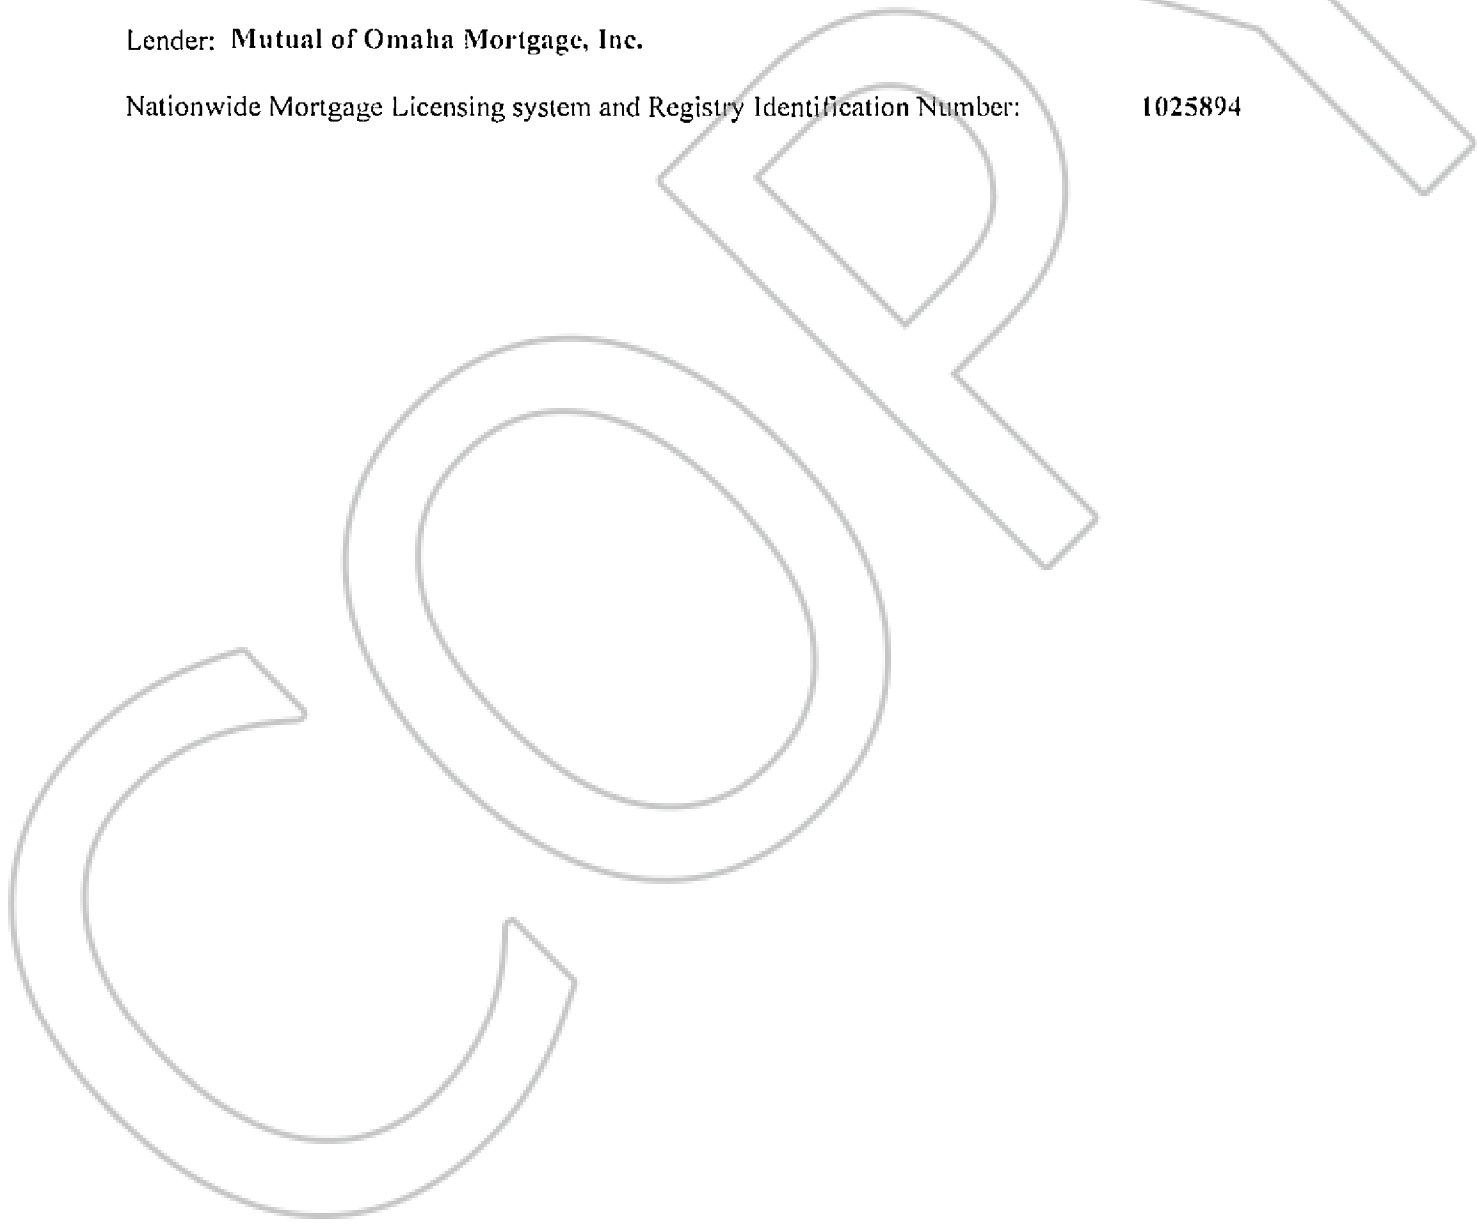 Lender: Mutual of Omaha Mortgage, Inc.
Nationwide Mortgage Licensing system and Registry Identification Number: 1025894
COPY